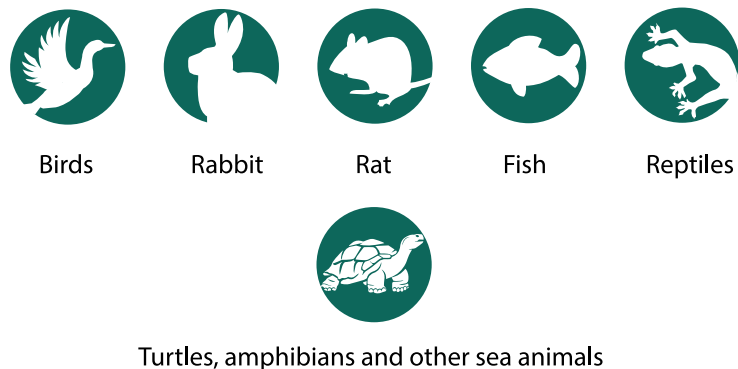 Birds Rabbit Rat Fish Reptiles
Turtles, amphibians and other sea animals